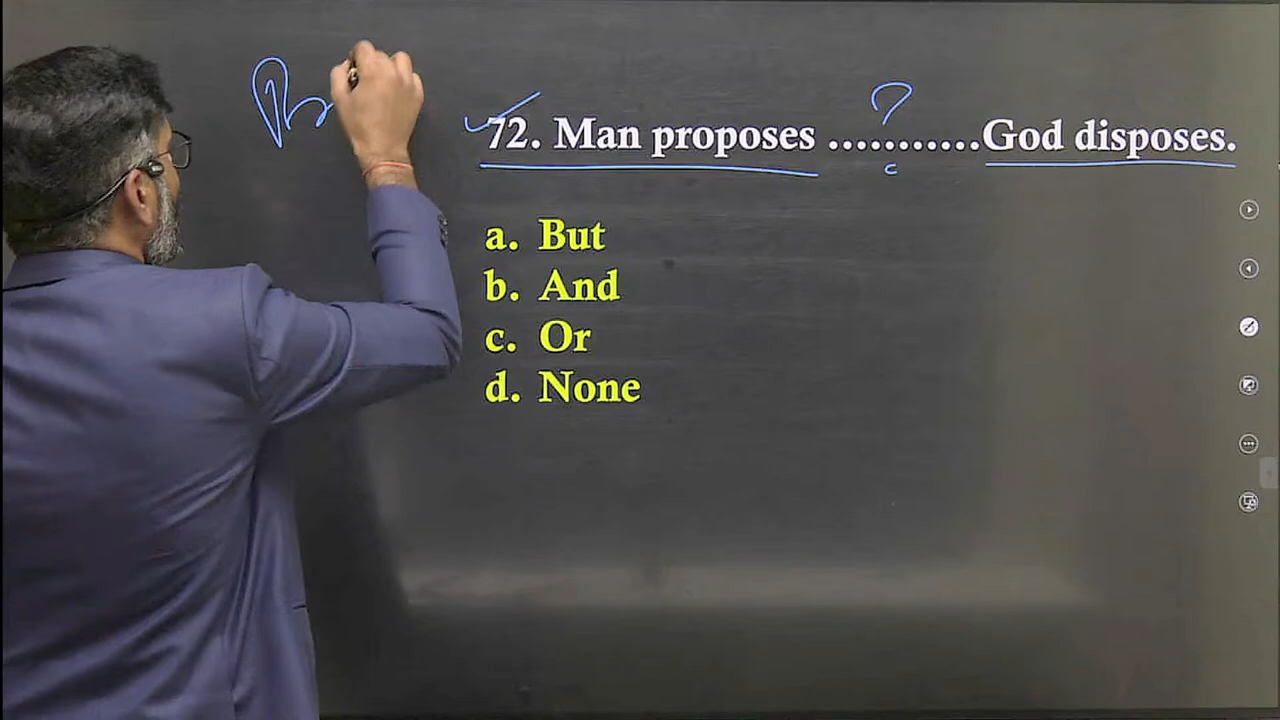 72. Man proposes ...........God disposes.
a. But
b. And
c. Or
d. None